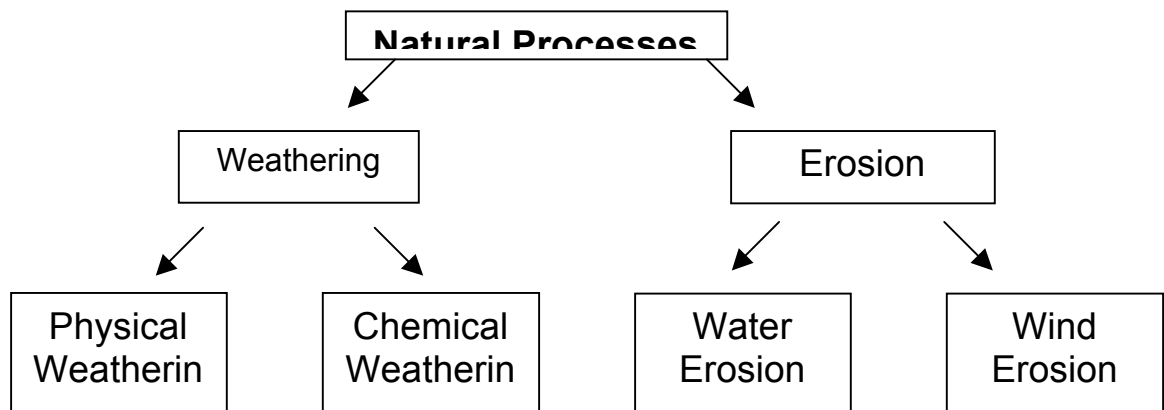 Natural Processes
Weathering
Erosion
Physical
Weatherin
Chemical
Weatherin
Water
Erosion
Wind
Erosion